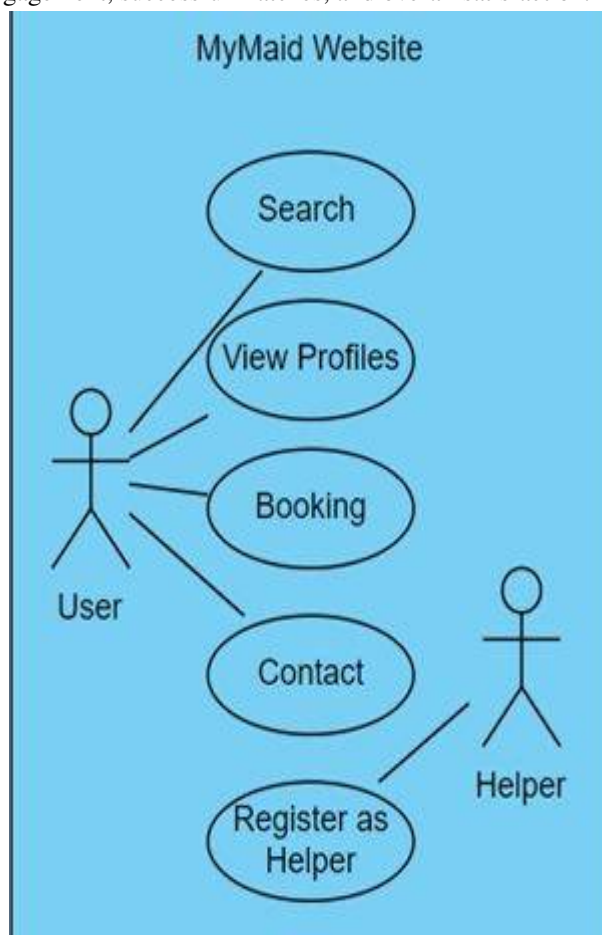 MyMaid Website
Search
View Profiles
Booking
User
Contact
Helper
Register as
Helper